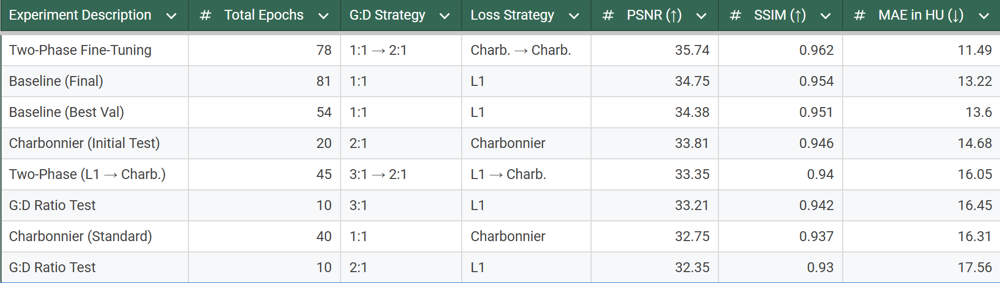 Experiment Description # Total Epochs G:D Strategy Loss Strategy # PSNR (↑) # SSIM (↑) # MAE in HU (↓)
Two-Phase Fine-Tuning 78 1:1 → 2:1 Charb. → Charb. 35.74 0.962 11.49
Baseline (Final) 81 1:1 L1 34.75 0.954 13.22
Baseline (Best Val) 54 1:1 L1 34.38 0.951 13.6
Charbonnier (Initial Test) 20 2:1 Charbonnier 33.81 0.946 14.68
Two-Phase (L1 → Charb.) 45 3:1 → 2:1 L1 → Charb. 33.35 0.94 16.05
G:D Ratio Test 10 3:1 L1 33.21 0.942 16.45
Charbonnier (Standard) 40 1:1 Charbonnier 32.75 0.937 16.31
G:D Ratio Test 10 2:1 L1 32.35 0.93 17.56